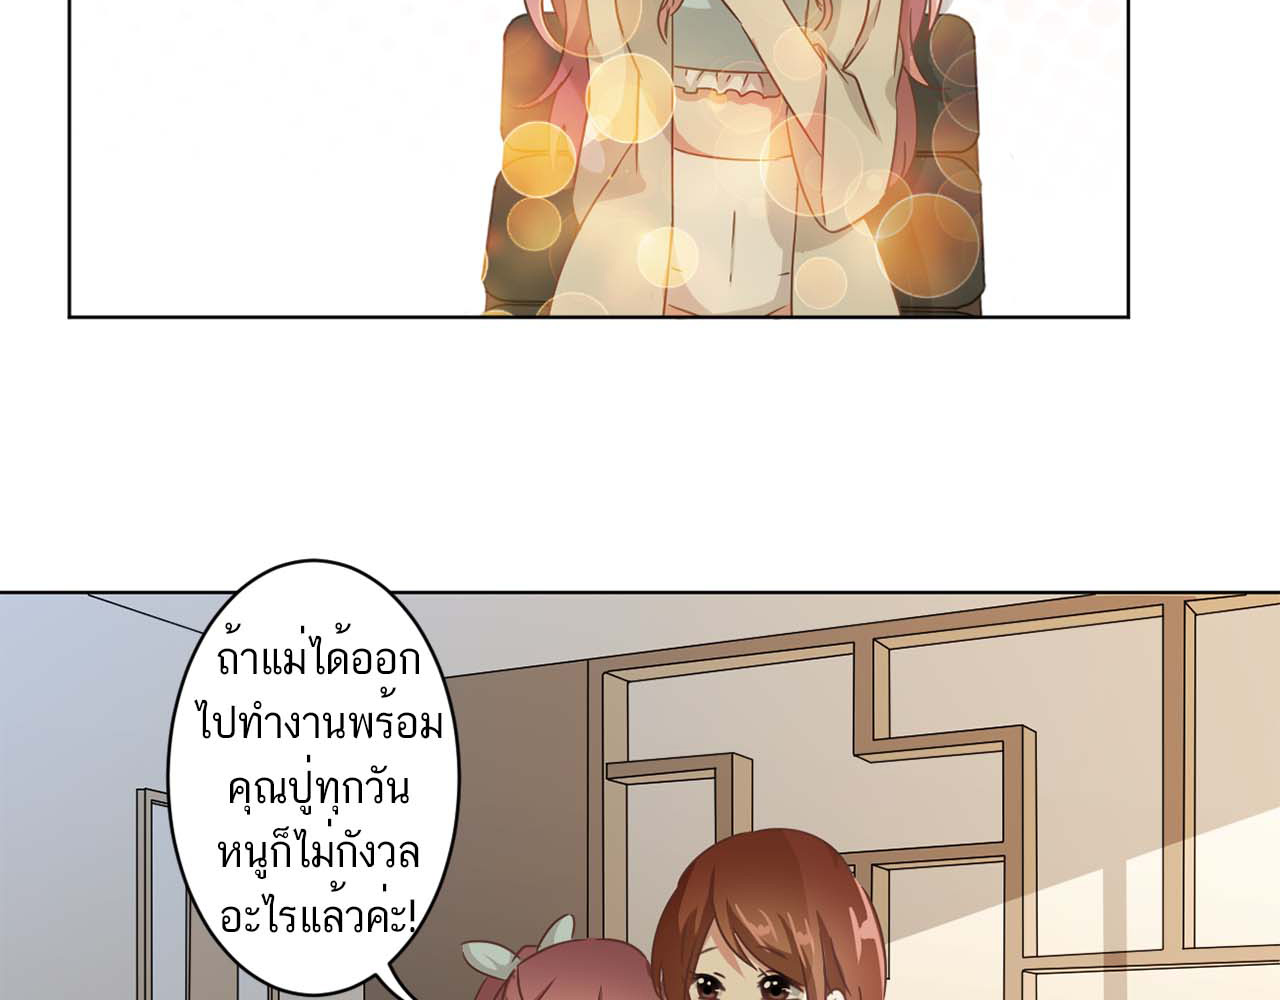 ถ้าแม่ได้ออก
ไปทำงานพร้อม
คุณปู่ทุกวัน
หนูก็ไม่กังวล
อะไรแล้วค่ะ!